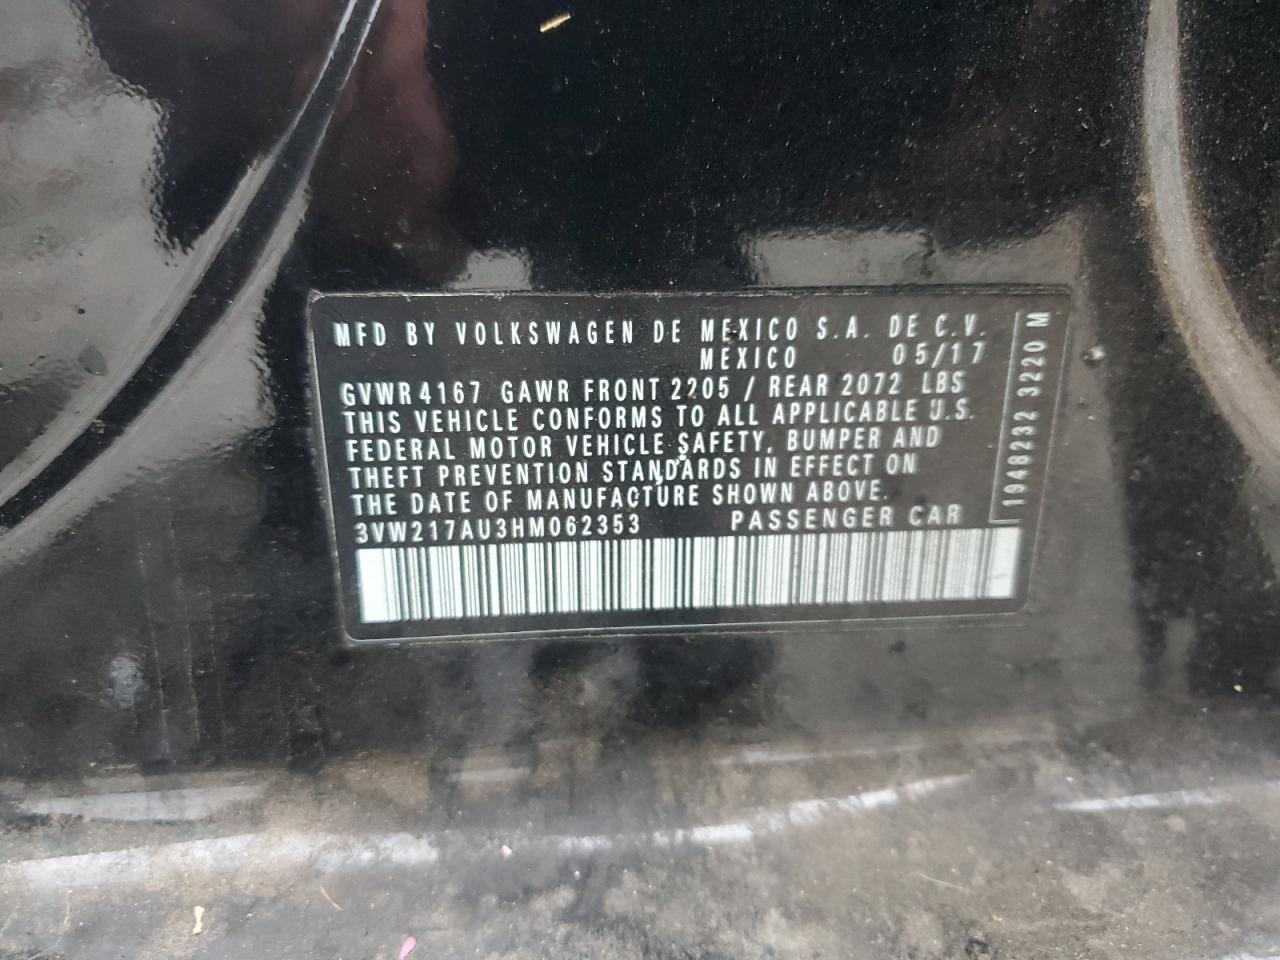 MFD BY VOLKSWAGEN DE MEXICO S.A. DE C.V.
MEXICO 05/17
GVWR 4167 GAWR FRONT 2205 / REAR 2072 LBS
THIS VEHICLE CONFORMS TO ALL APPLICABLE U.S.
FEDERAL MOTOR VEHICLE SAFETY, BUMPER AND
THEFT PREVENTION STANDARDS IN EFFECT ON
THE DATE OF MANUFACTURE SHOWN ABOVE.
3VW217AU3HM062353 PASSENGER CAR
1948232 3220 M